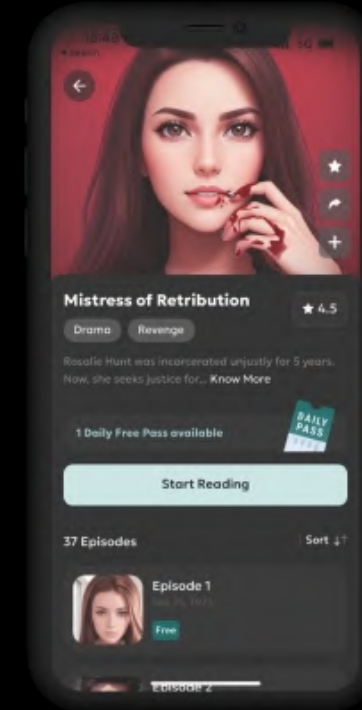 Search
5G
Mistress of Retribution
★ 4.5
Drama
Revenge
Rosalie Hunt was incarcerated unjustly for 5 years.
Now, she seeks justice for... Know More
1 Daily Free Pass available
DAILY
PASS
Start Reading
37 Episodes
Sort ↓↑
Episode 1
Free
Episode 2